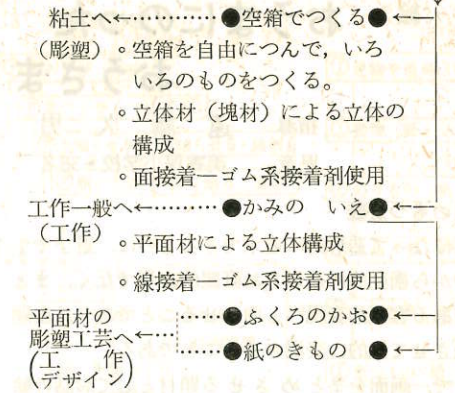 粘土へ←………… ●空箱でつくる●←—
(彫塑) ∘空箱を自由につんで，いろ
いろのものをつくる。
∘立体材（塊材）による立体の
構成
∘面接着—ゴム系接着剤使用
工作一般へ←……… ●かみの　いえ●←—
(工作) ∘平面材による立体構成
∘線接着—ゴム系接着剤使用
平面材の ●ふくろのかお●←—
彫塑工芸へ←…
(工　作 ●紙のきもの　●←—
デザイン)